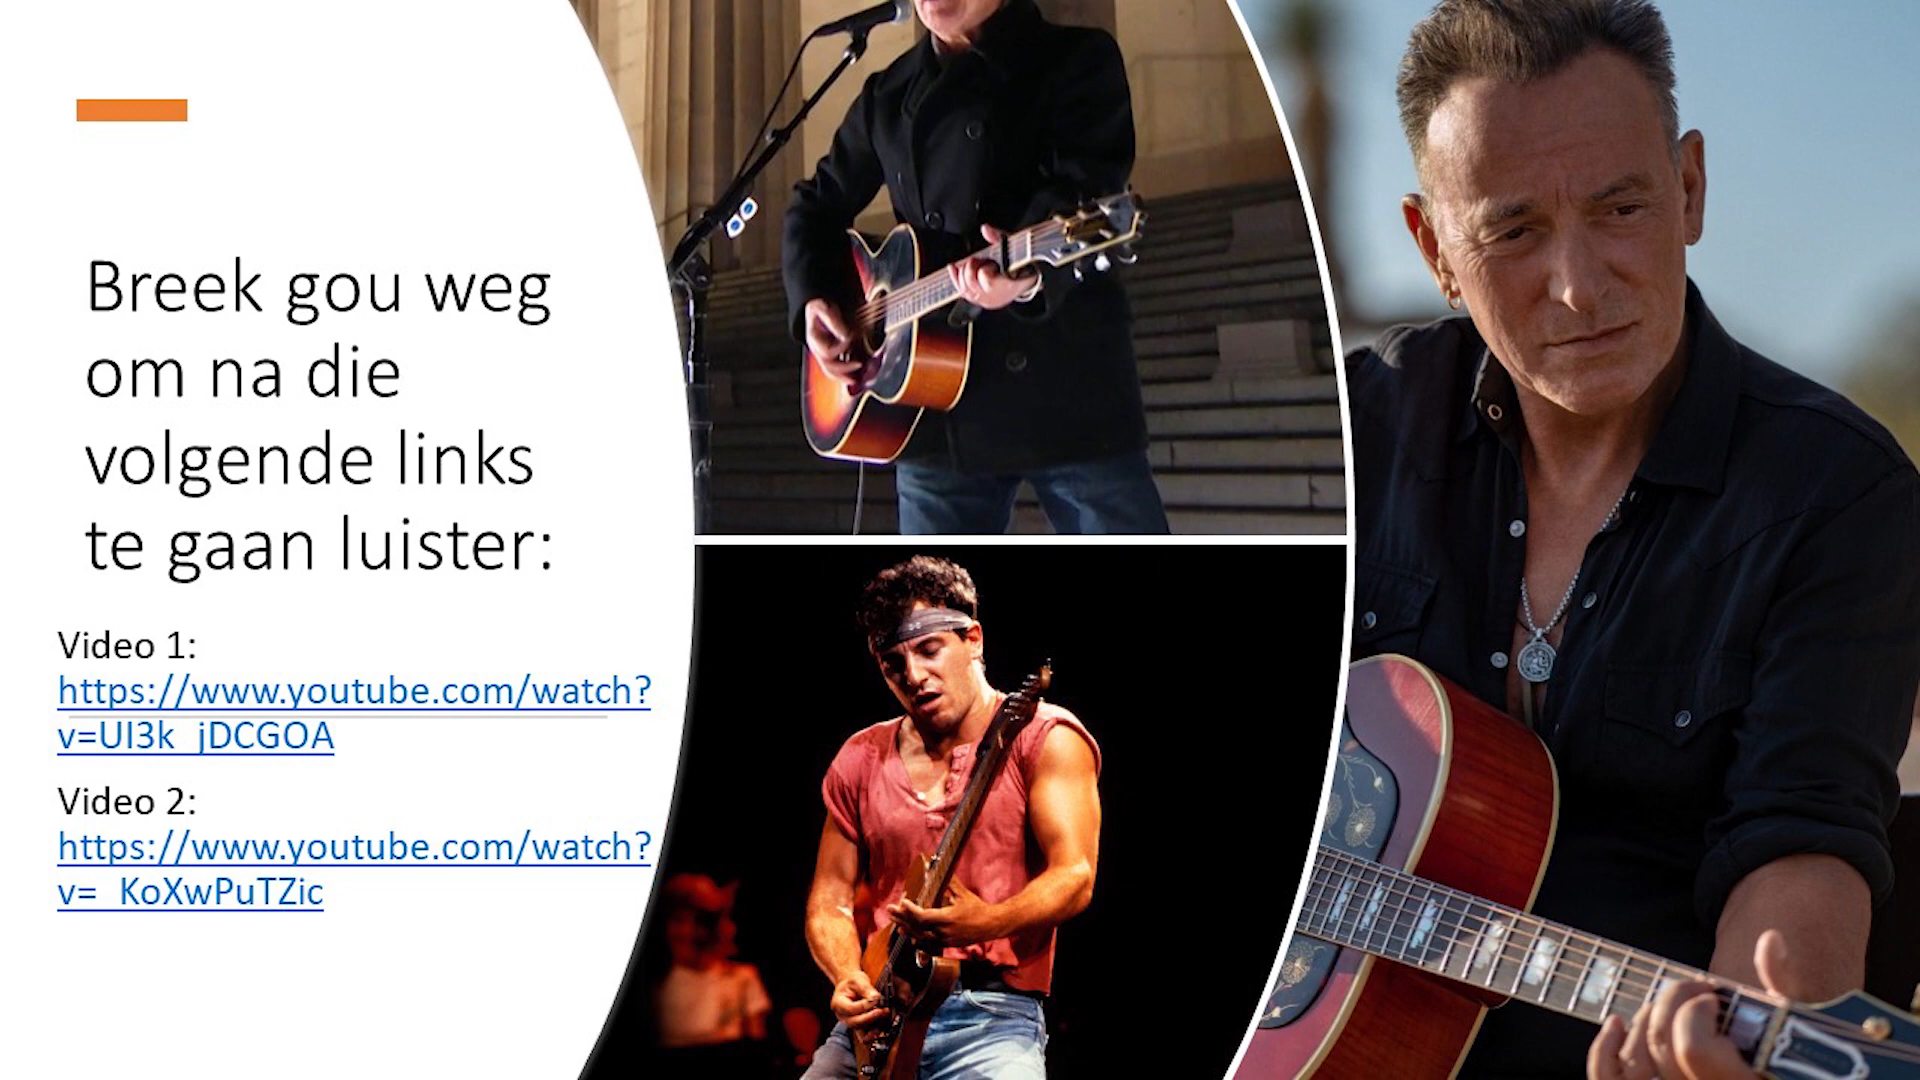 Breek gou weg
om na die
volgende links
te gaan luister:
Video 1:
https://www.youtube.com/watch?
v=UI3k_jDCGOA
Video 2:
https://www.youtube.com/watch?
v=_KoXwPuTZic